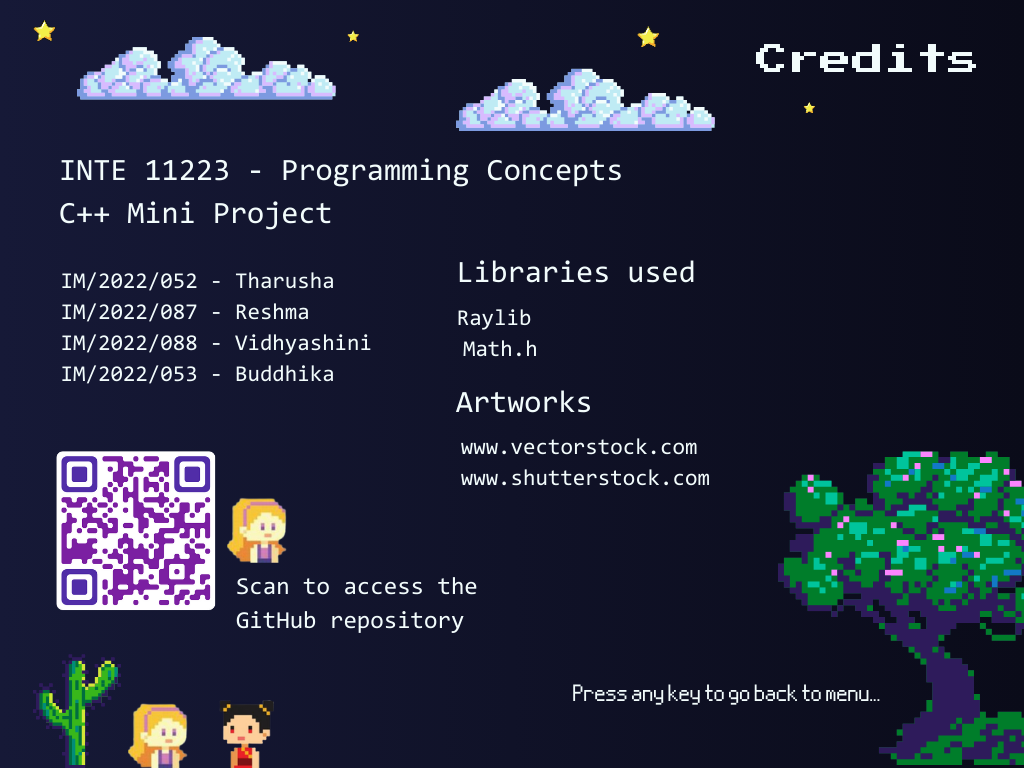 Credits
INTE 11223 - Programming Concepts
C++ Mini Project
IM/2022/052 - Tharusha
IM/2022/087 - Reshma
IM/2022/088 - Vidhyashini
IM/2022/053 - Buddhika
Libraries used
Raylib
Math.h
Artworks
www.vectorstock.com
www.shutterstock.com
Scan to access the
GitHub repository
Press any key to go back to menu...